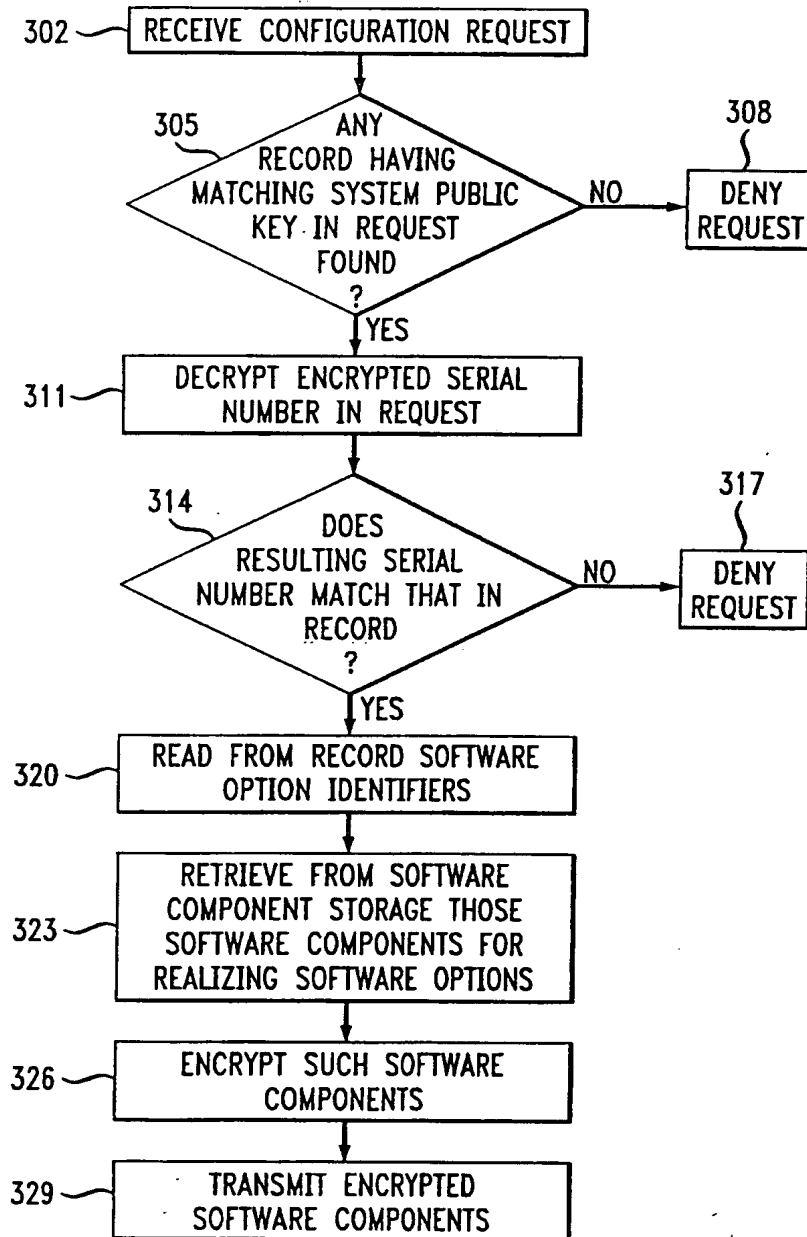 302
RECEIVE CONFIGURATION REQUEST
305
ANY
RECORD HAVING
MATCHING SYSTEM PUBLIC
KEY IN REQUEST
FOUND
?
NO
308
DENY
REQUEST
YES
311
DECRYPT ENCRYPTED SERIAL
NUMBER IN REQUEST
314
DOES
RESULTING SERIAL
NUMBER MATCH THAT IN
RECORD
?
NO
317
DENY
REQUEST
YES
320
READ FROM RECORD SOFTWARE
OPTION IDENTIFIERS
323
RETRIEVE FROM SOFTWARE
COMPONENT STORAGE THOSE
SOFTWARE COMPONENTS FOR
REALIZING SOFTWARE OPTIONS
326
ENCRYPT SUCH SOFTWARE
COMPONENTS
329
TRANSMIT ENCRYPTED
SOFTWARE COMPONENTS